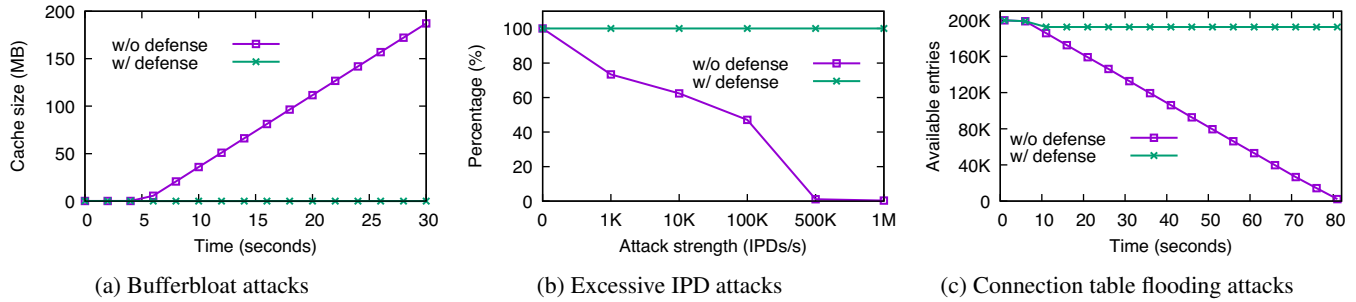 200
150
100
50
0
Cache size (MB)
w/o defense
w/ defense
0 5 10 15 20 25 30
Time (seconds)
(a) Bufferbloat attacks
100
80
60
40
20
0
Percentage (%)
w/o defense
w/ defense
0 1K 10K 100K 500K 1M
Attack strength (IPDs/s)
(b) Excessive IPD attacks
200K
160K
120K
80K
40K
0
Available entries
w/o defense
w/ defense
0 10 20 30 40 50 60 70 80
Time (seconds)
(c) Connection table flooding attacks